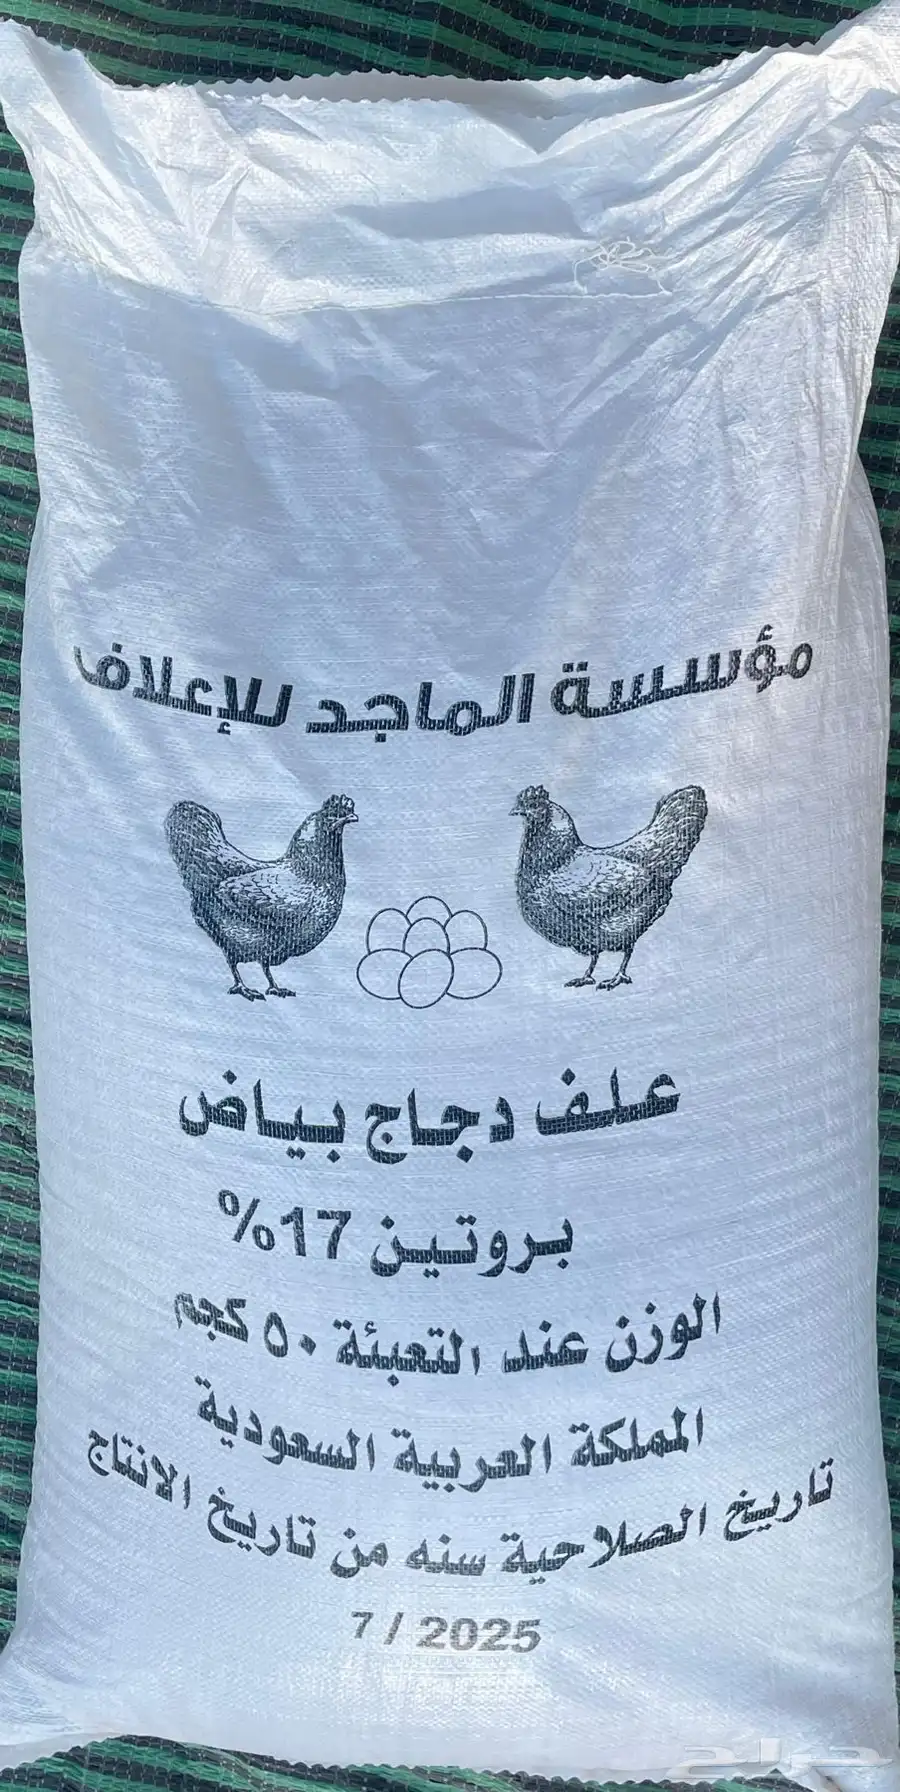 مؤسسة الماجد للإعلاف
علف دجاج بياض
بروتين 17%
الوزن عند التعبئة ٥٠ كجم
المملكة العربية السعودية
تاريخ الصلاحية سنه من تاريخ الانتاج
7 / 2025
حراج